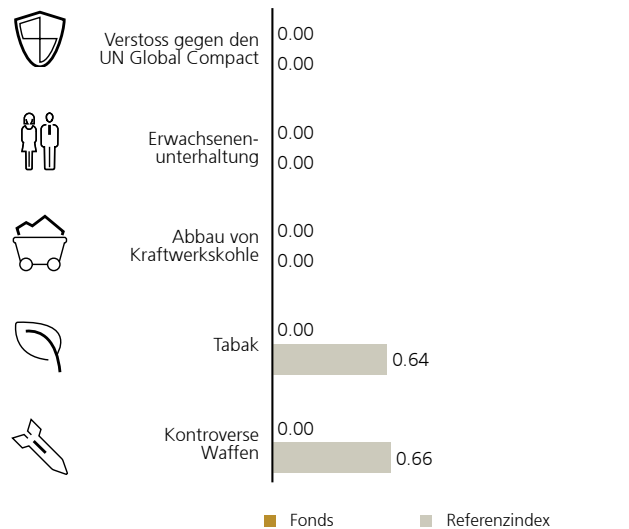 Verstoss gegen den
UN Global Compact
0.00
0.00
Erwachsenen-
unterhaltung
0.00
0.00
Abbau von
Kraftwerkskohle
0.00
0.00
Tabak
0.00
0.64
Kontroverse
Waffen
0.00
0.66
Fonds
Referenzindex